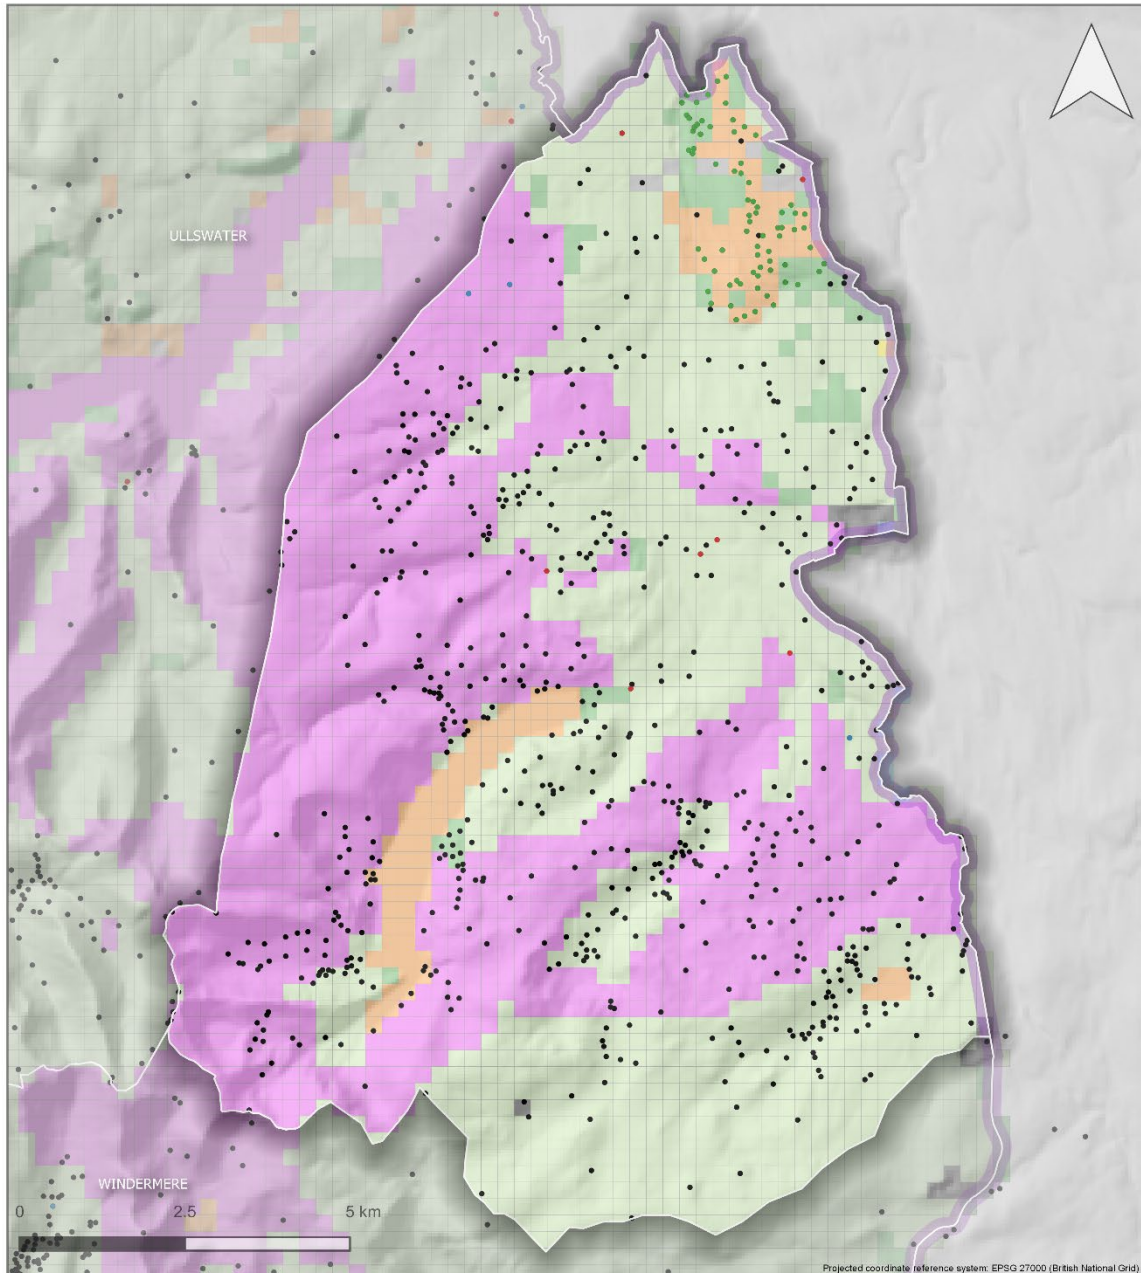 ULLSWATER
WINDERMERE
0 2.5 5 km
Projected coordinate reference system: EPSG 27000 (British National Grid)